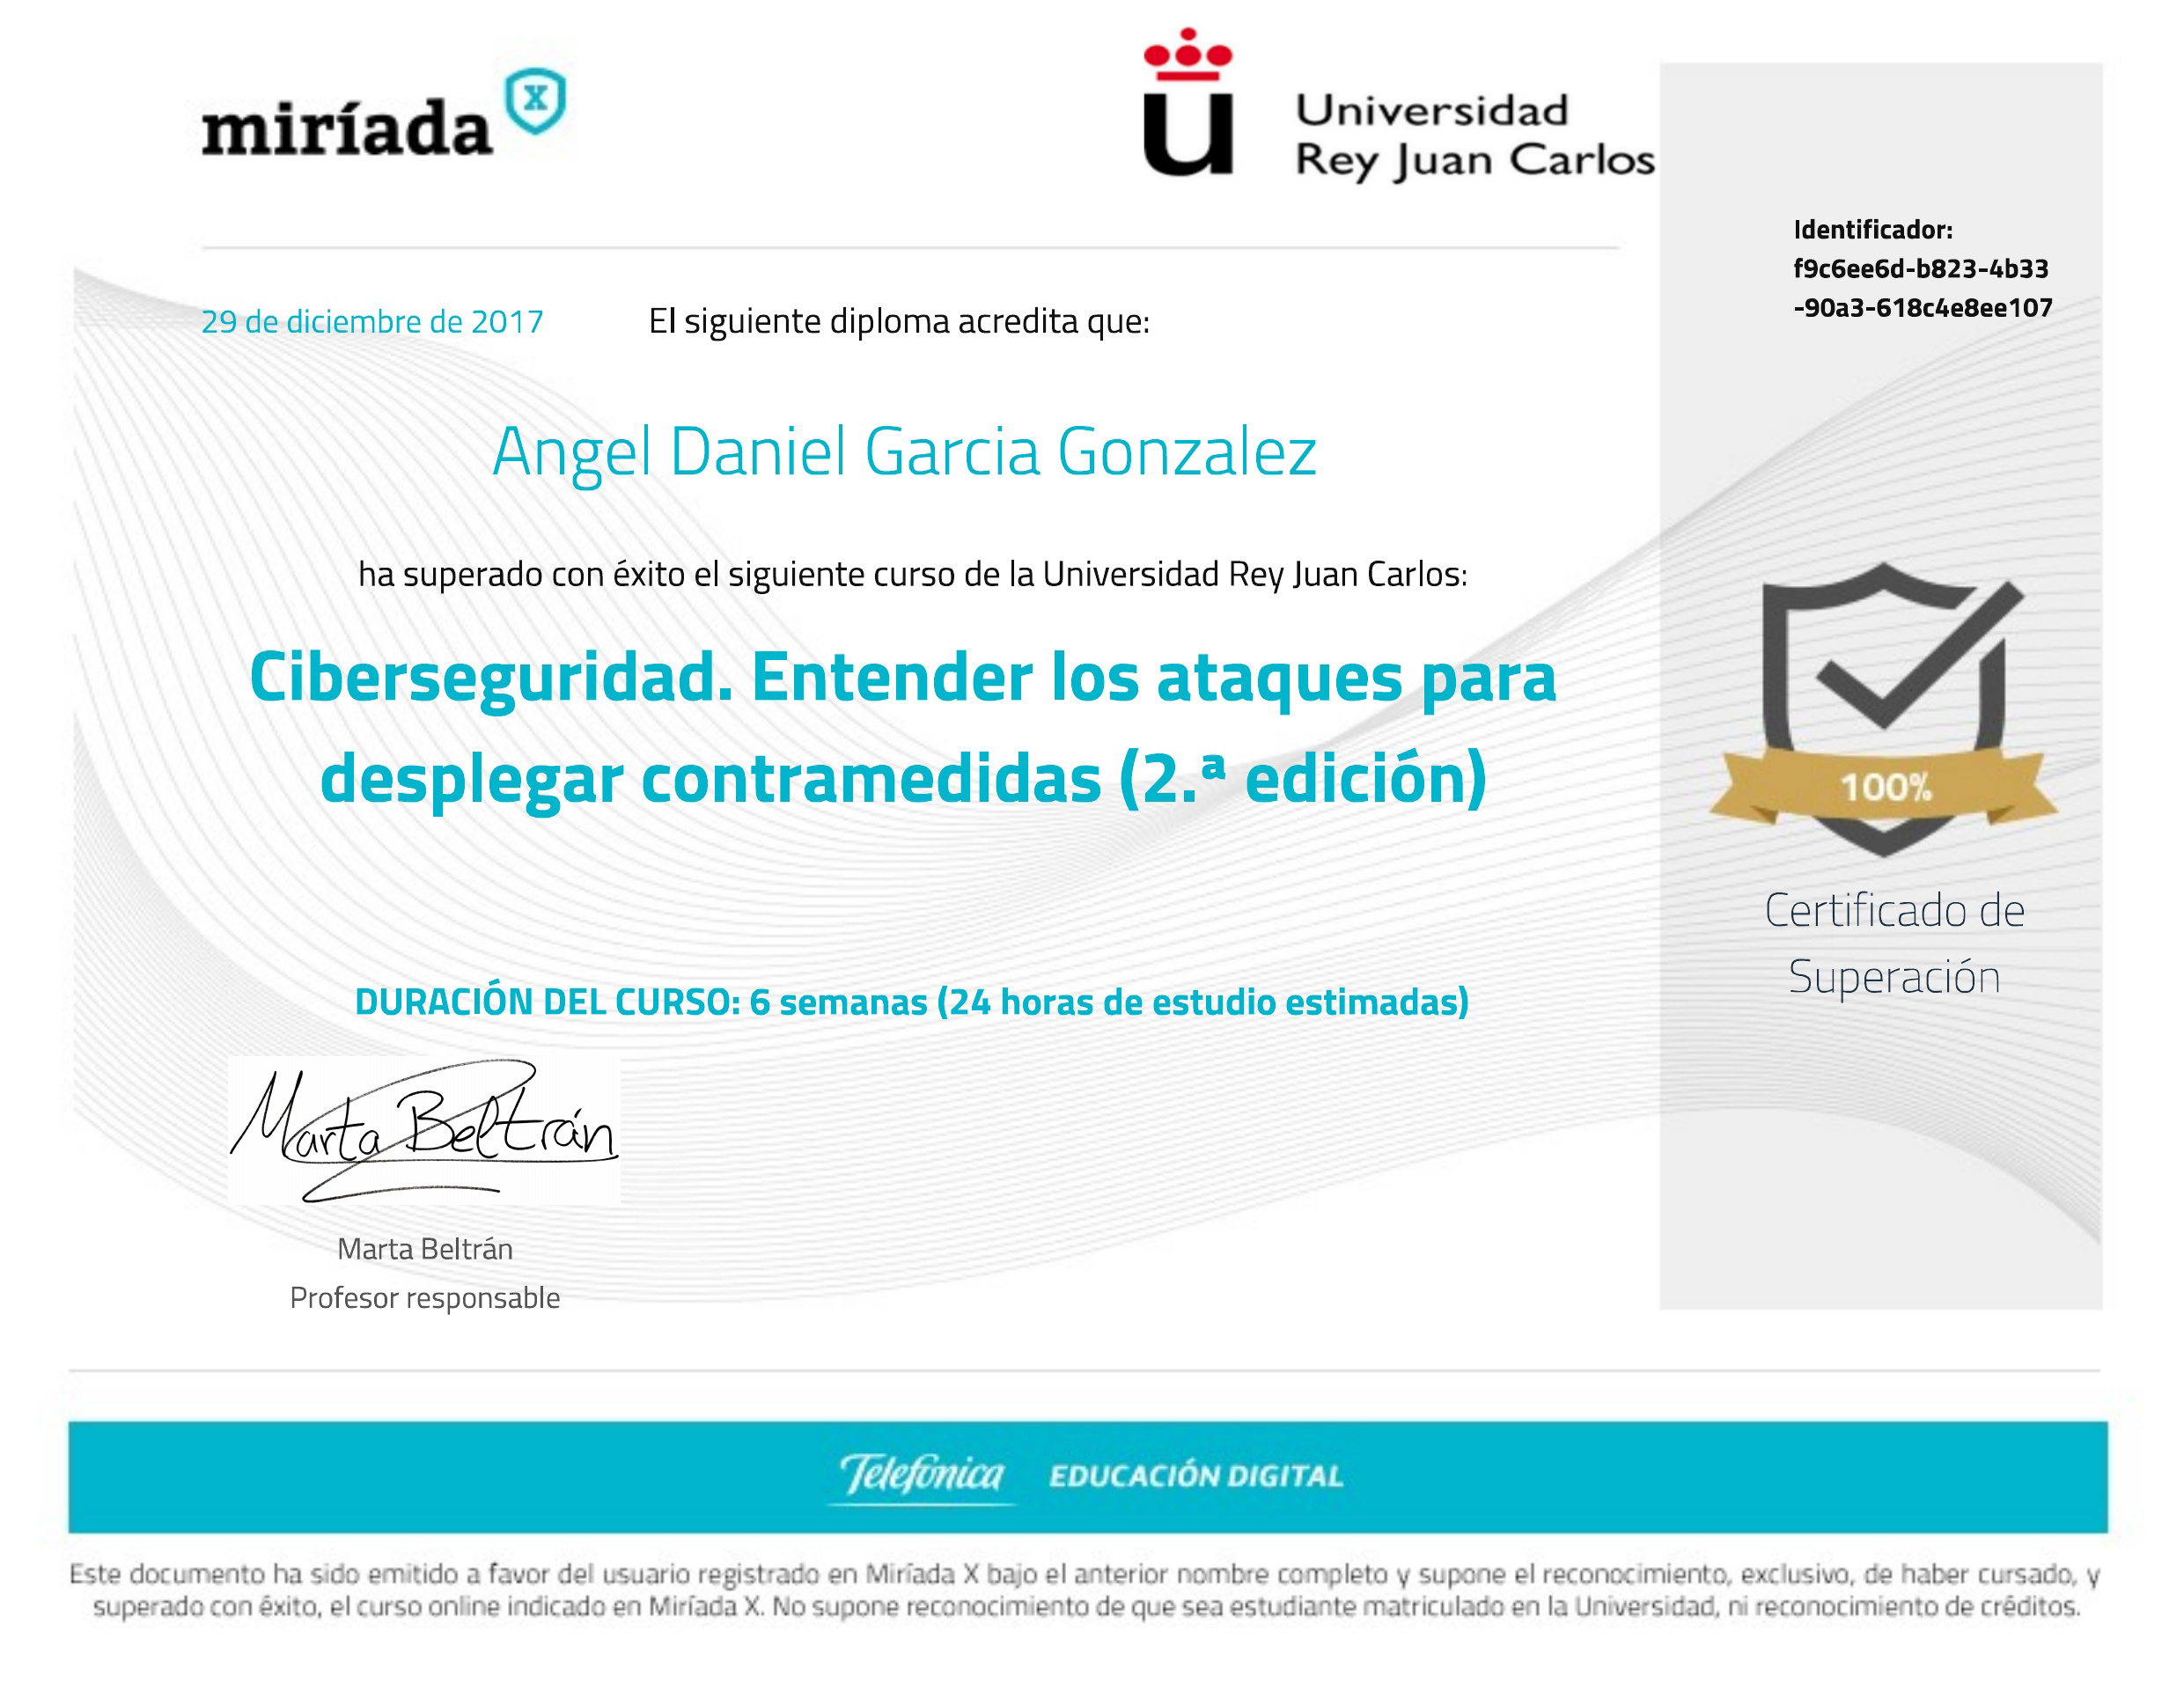 miríada X
Universidad
Rey Juan Carlos
Identificador:
f9c6ee6d-b823-4b33
-90a3-618c4e8ee107
29 de diciembre de 2017 El siguiente diploma acredita que:
Angel Daniel Garcia Gonzalez
ha superado con éxito el siguiente curso de la Universidad Rey Juan Carlos:
Ciberseguridad. Entender los ataques para
desplegar contramedidas (2.ª edición)
100%
Certificado de
Superación
DURACIÓN DEL CURSO: 6 semanas (24 horas de estudio estimadas)
Marta Beltrán
Marta Beltrán
Profesor responsable
Telefónica EDUCACIÓN DIGITAL
Este documento ha sido emitido a favor del usuario registrado en Miríada X bajo el anterior nombre completo y supone el reconocimiento, exclusivo, de haber cursado, y
superado con éxito, el curso online indicado en Miríada X. No supone reconocimiento de que sea estudiante matriculado en la Universidad, ni reconocimiento de créditos.